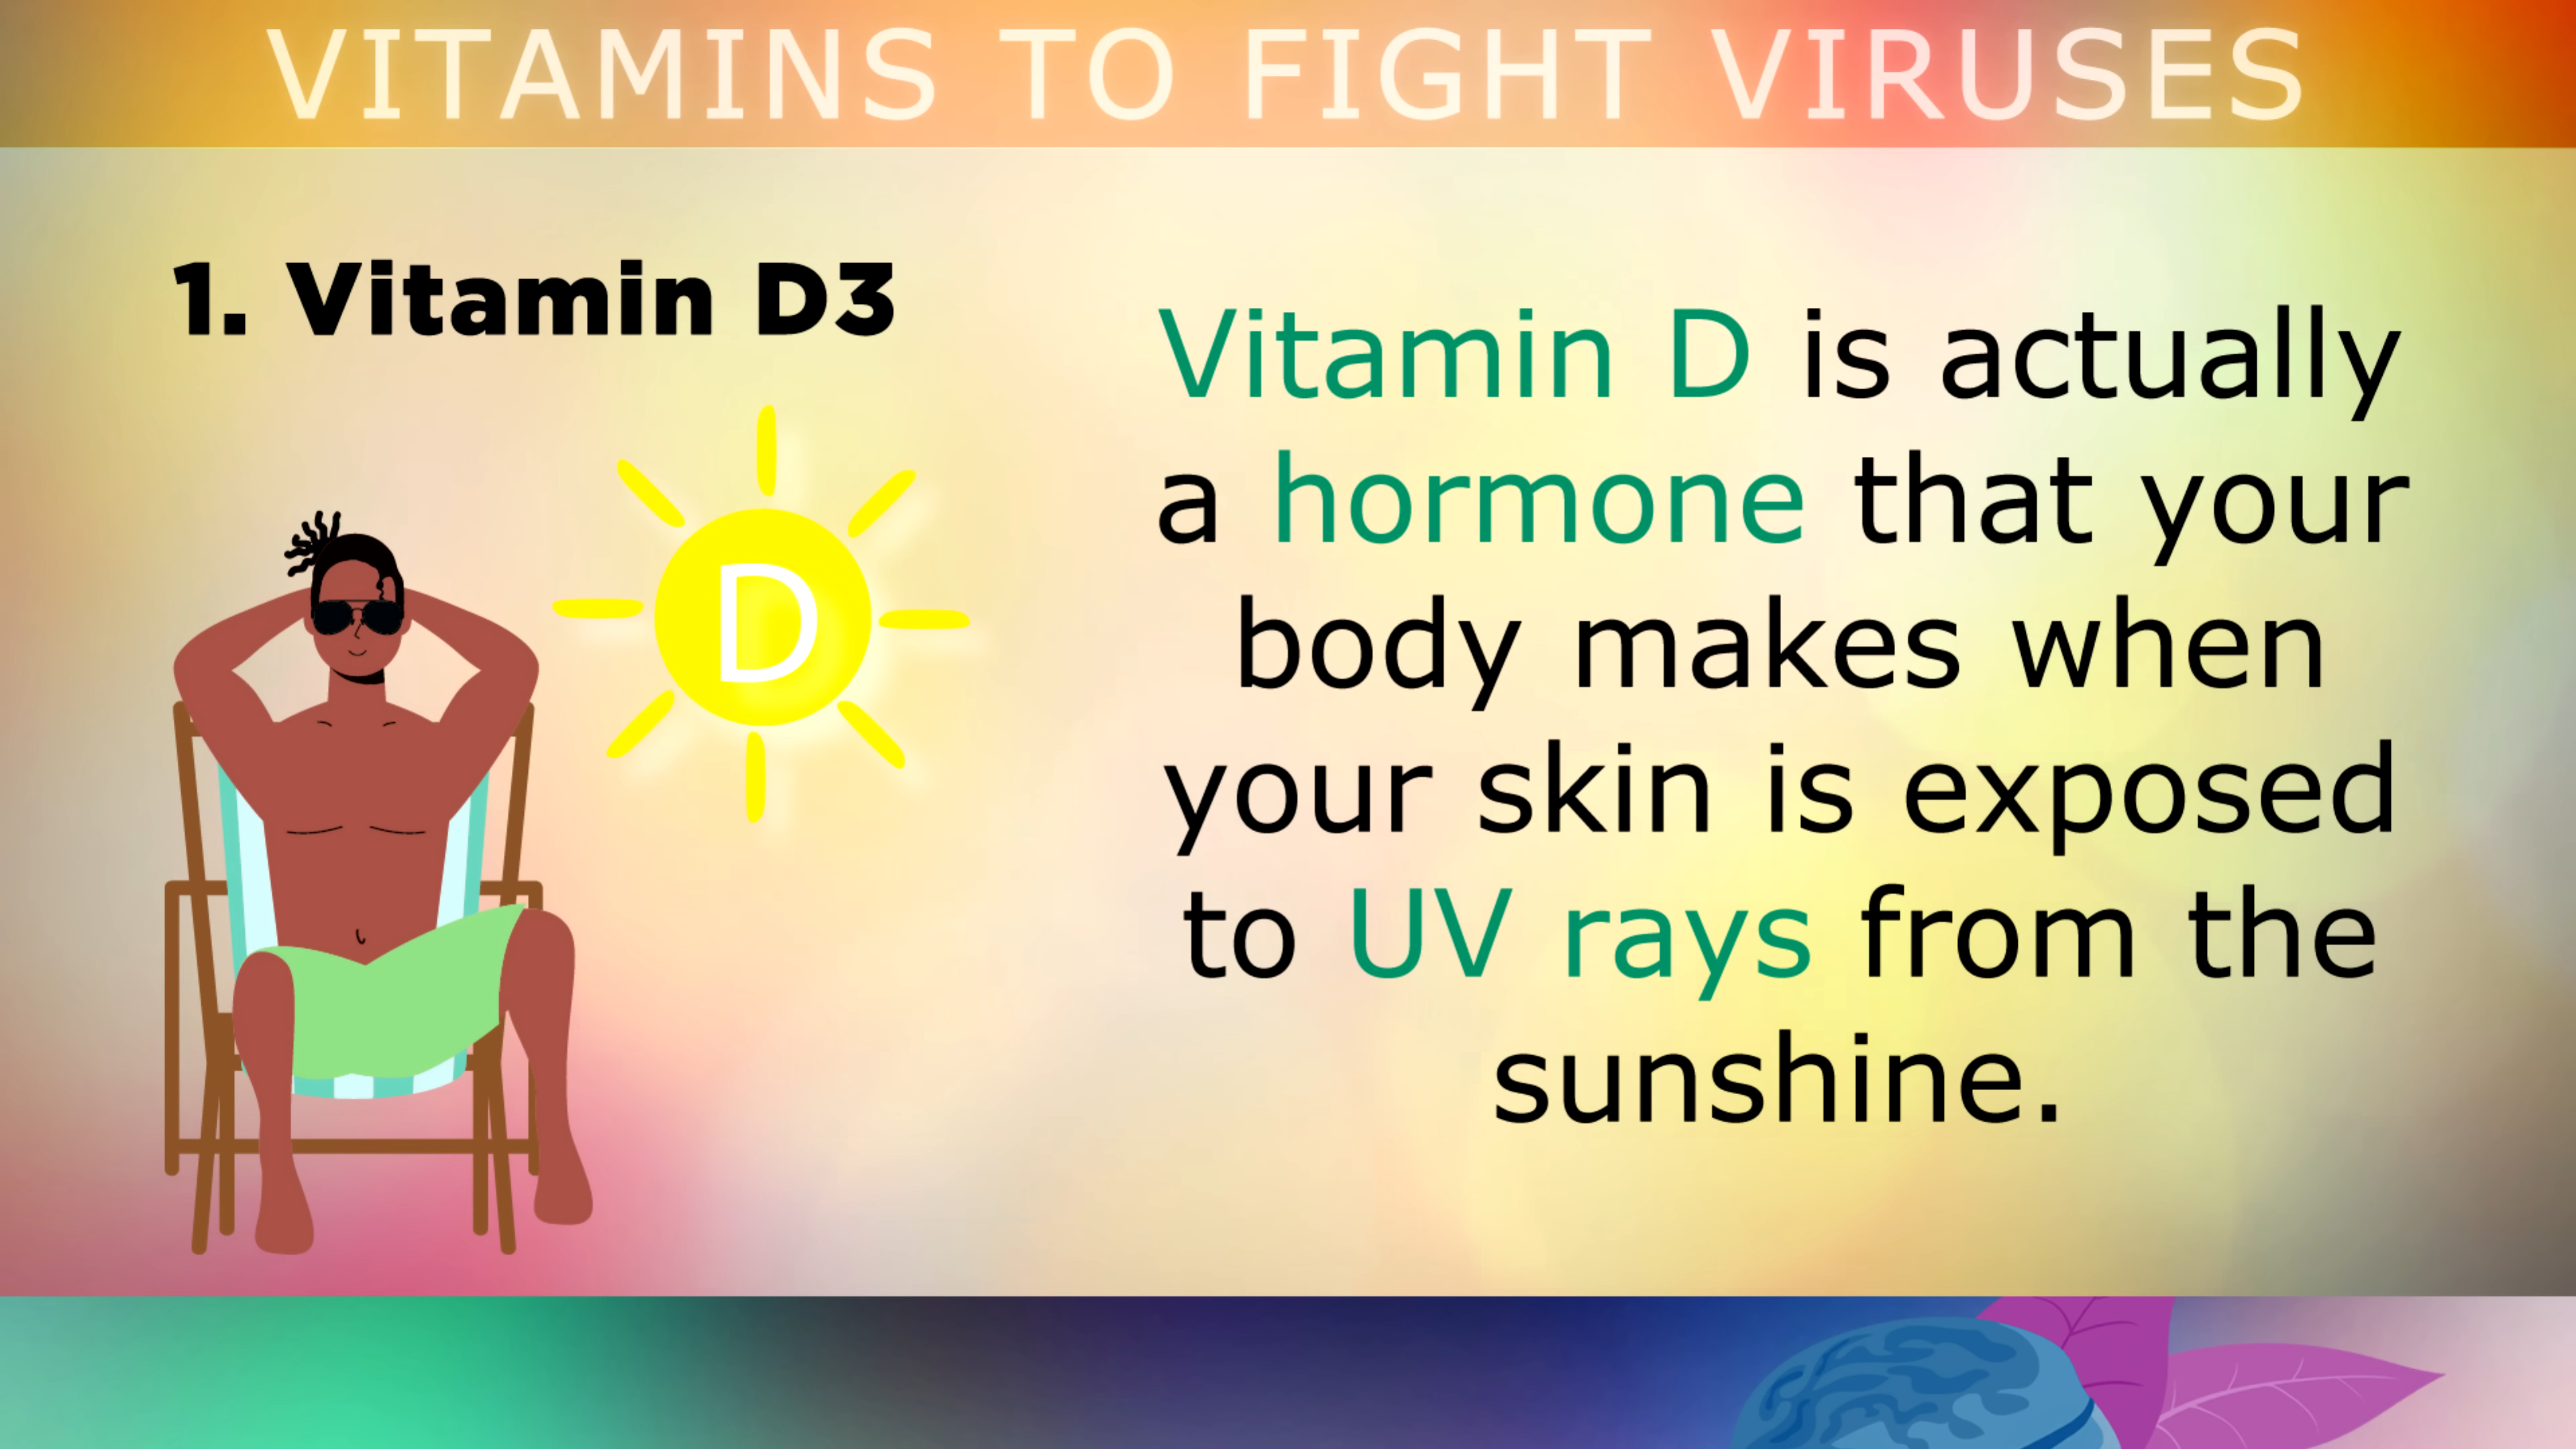 VITAMINS TO FIGHT VIRUSES
1. Vitamin D3
D
Vitamin D is actually
a hormone that your
body makes when
your skin is exposed
to UV rays from the
sunshine.